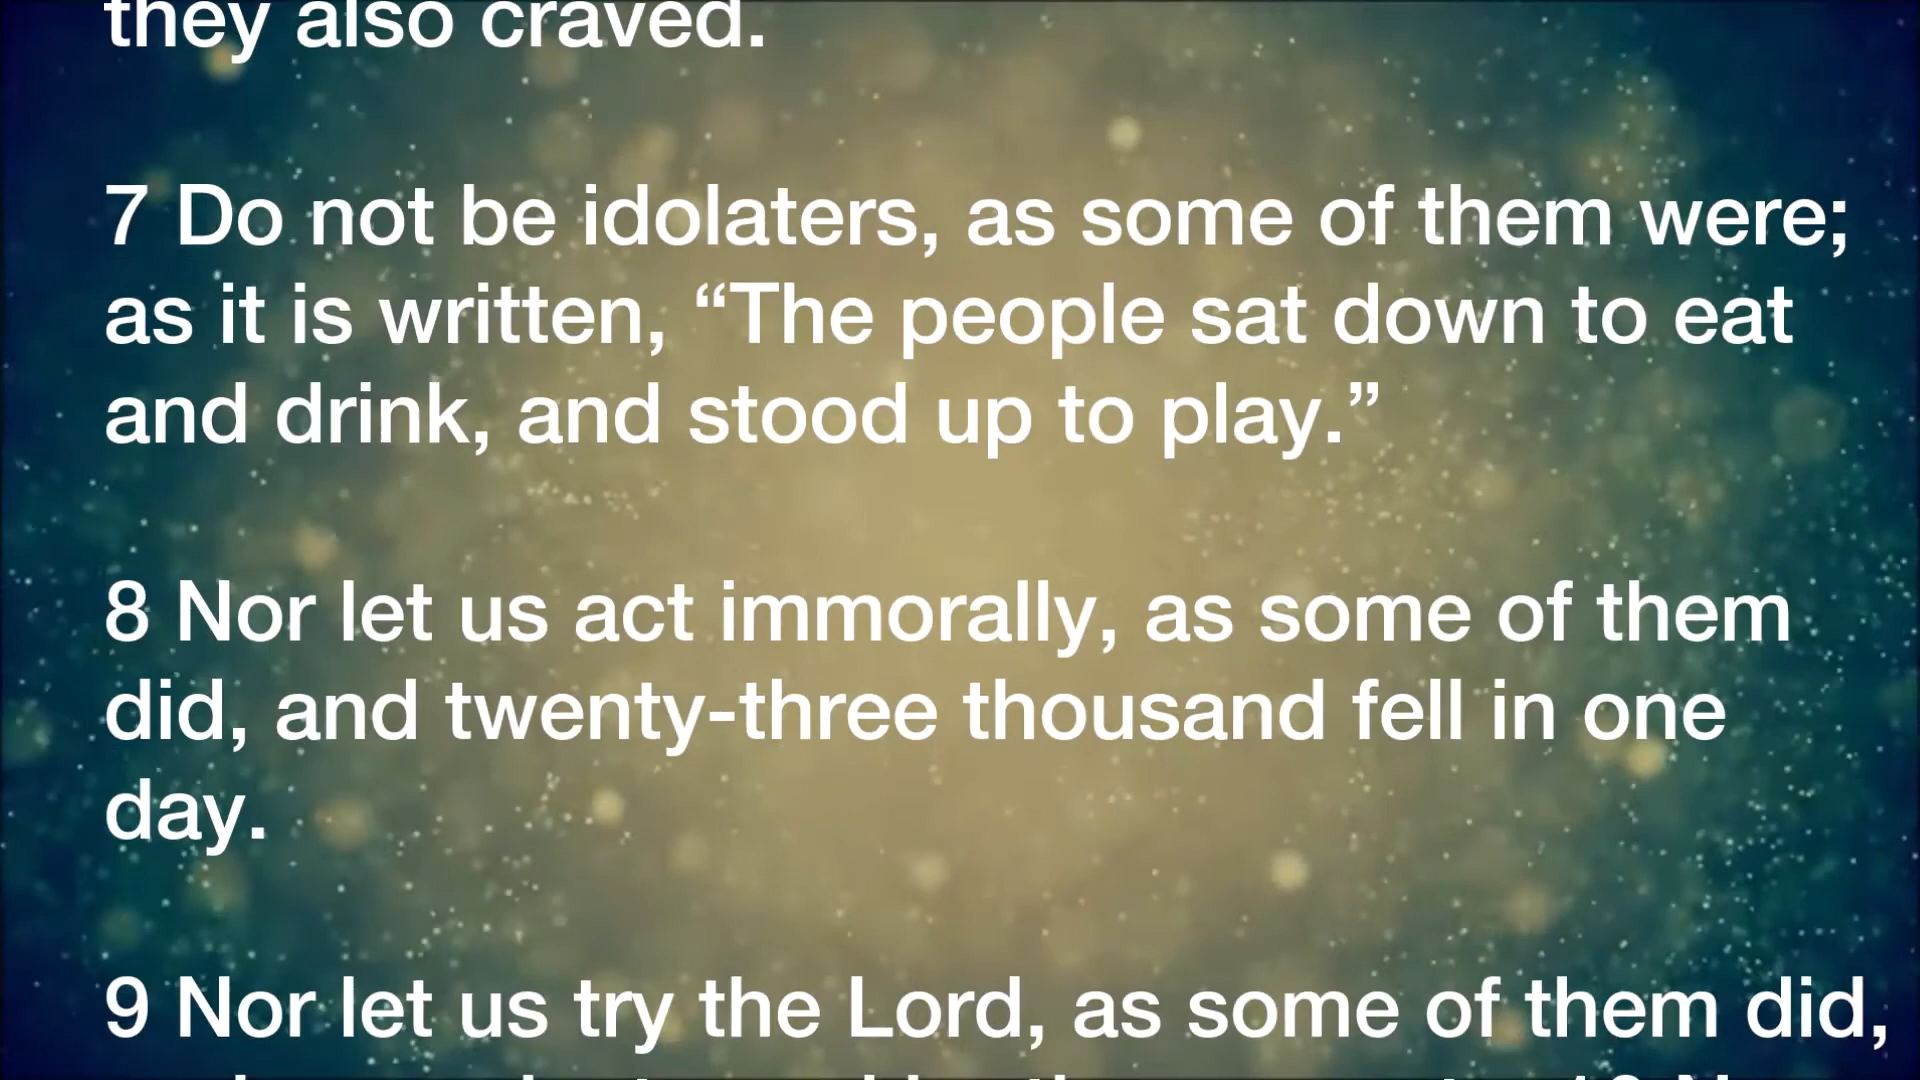 they also craved.
7 Do not be idolaters, as some of them were;
as it is written, “The people sat down to eat
and drink, and stood up to play.”
8 Nor let us act immorally, as some of them
did, and twenty-three thousand fell in one
day.
9 Nor let us try the Lord, as some of them did,